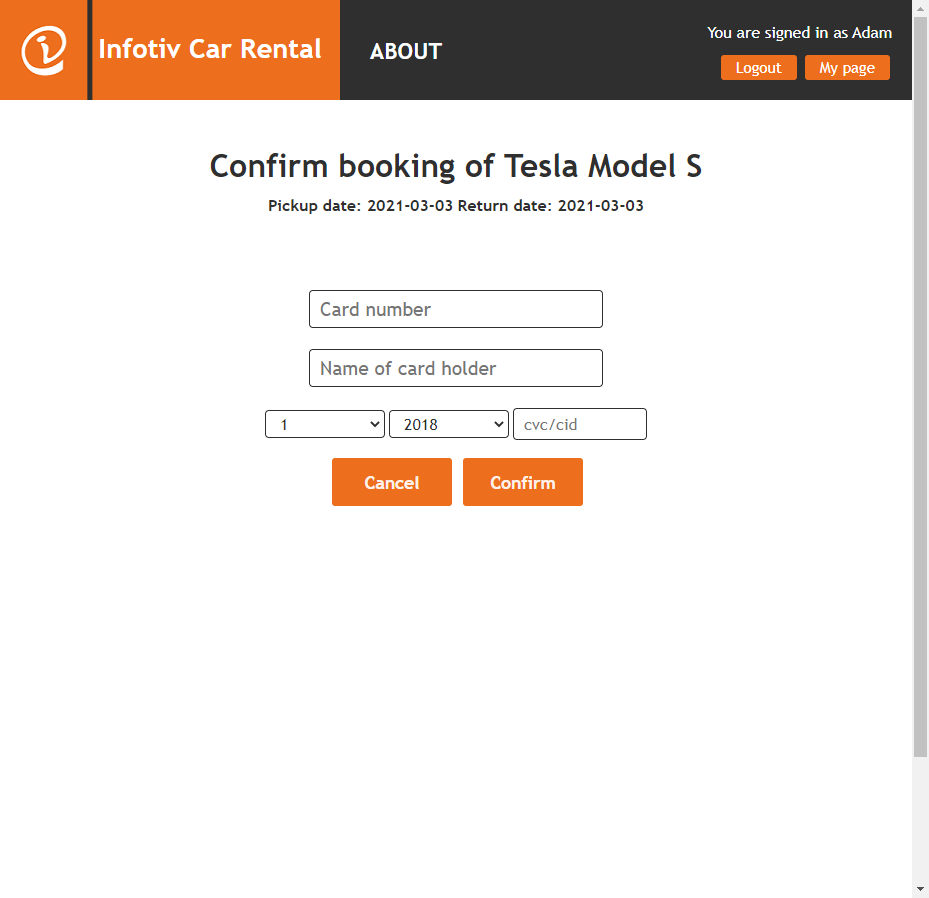 Infotiv Car Rental
ABOUT
You are signed in as Adam
Logout My page
Confirm booking of Tesla Model S
Pickup date: 2021-03-03 Return date: 2021-03-03
Card number
Name of card holder
1 2018 cvc/cid
Cancel Confirm